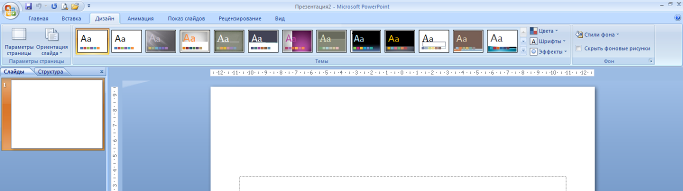 Презентация2 - Microsoft PowerPoint
Главная Вставка Дизайн Анимация Показ слайдов Рецензирование Вид
Параметры страницы Ориентация слайда
Aa Aa Aa Aa Aa Aa Aa Aa Aa Aa Aa Aa Aa
Цвета
Шрифты
Эффекты
Стили фона
Скрыть фоновые рисунки
Параметры страницы Темы Фон
Слайды Структура
1